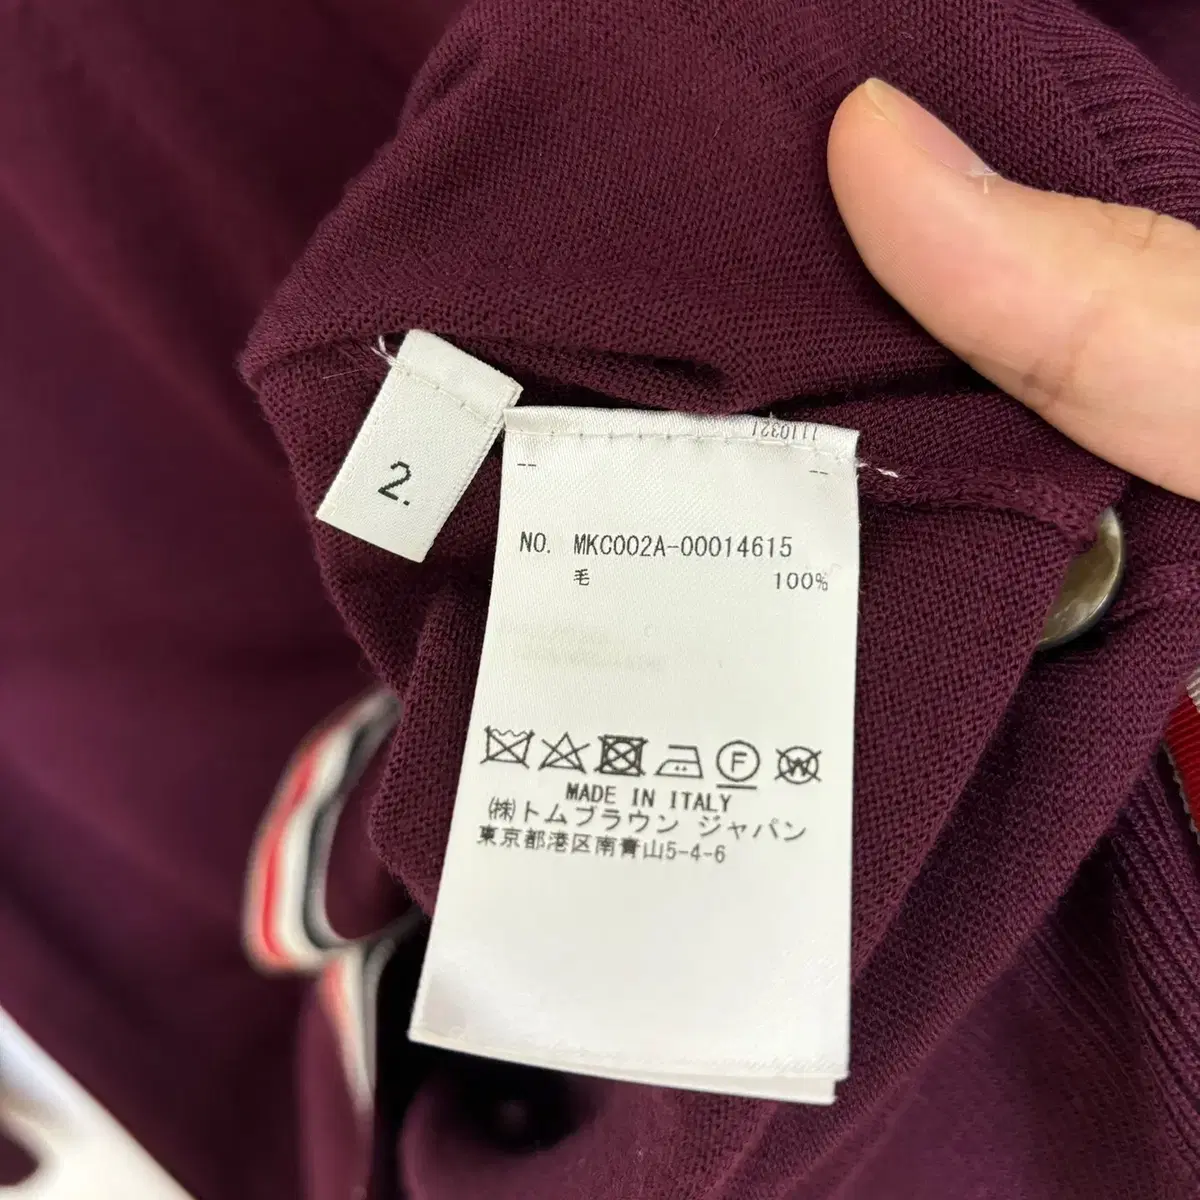 2.
1110321
-- --
NO. MKC002A-00014615
毛 100%
F
W
MADE IN ITALY
(株)トムブラウン ジャパン
東京都港区南青山5-4-6